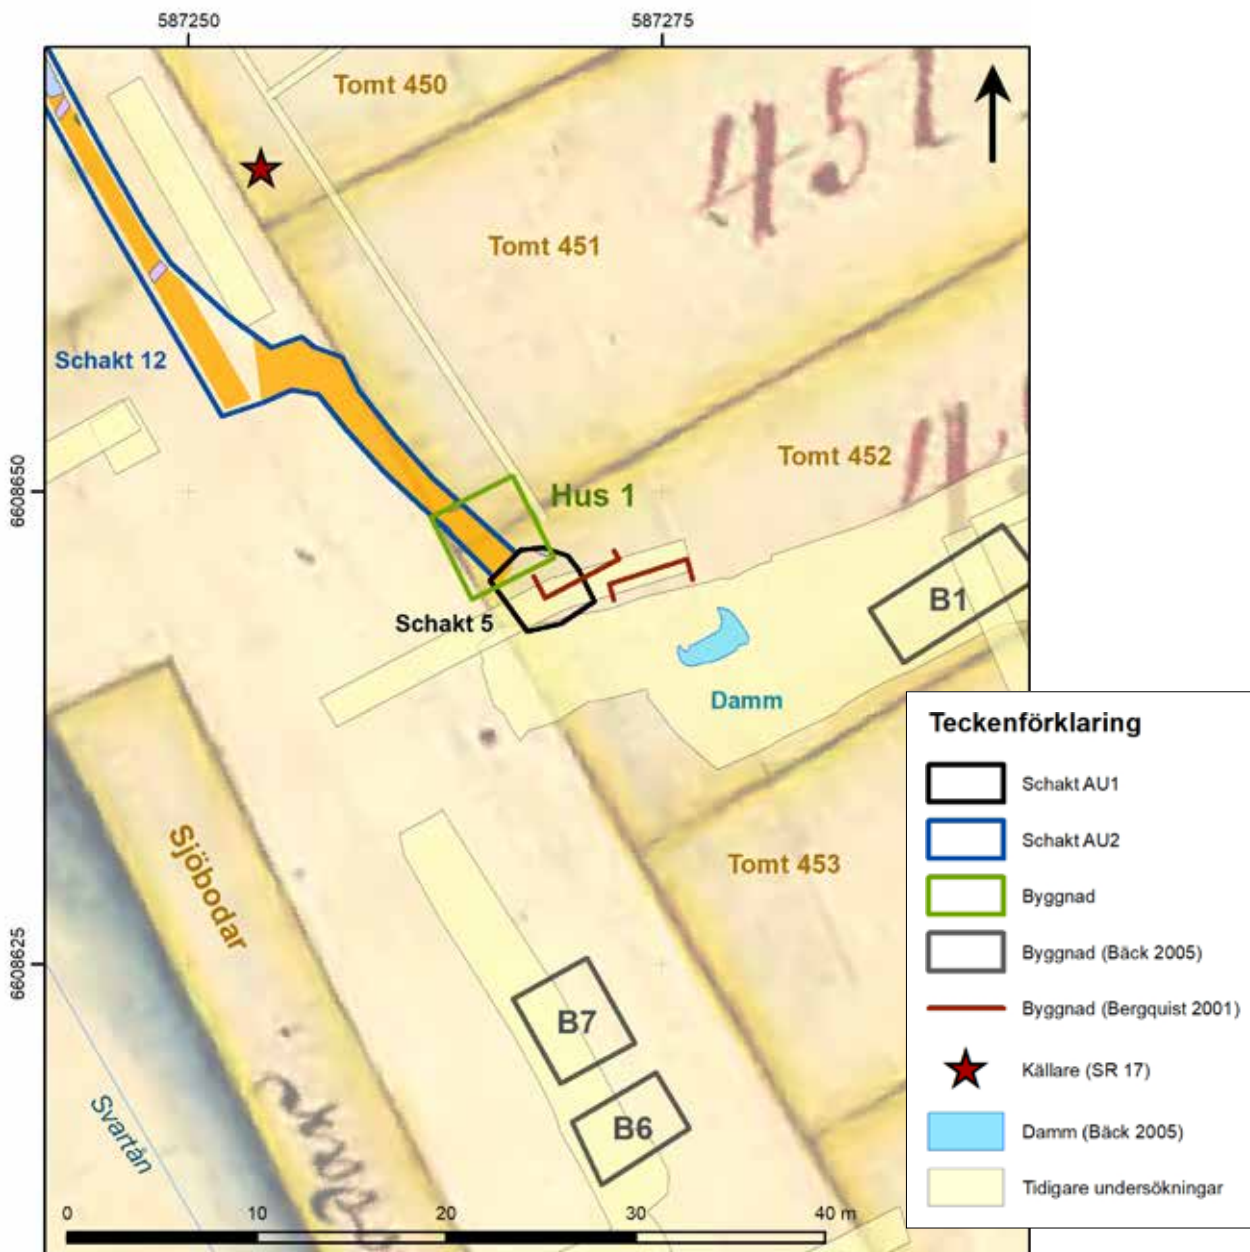 587250
587275
Tomt 450
451
Tomt 451
Schakt 12
Tomt 452
6608650
Hus 1
B1
Schakt 5
Damm
Sjöbodar
Tomt 453
6608625
B7
B6
Svartån
0 10 20 30 40 m
Teckenförklaring
Schakt AU1
Schakt AU2
Byggnad
Byggnad (Bäck 2005)
Byggnad (Bergquist 2001)
Källare (SR 17)
Damm (Bäck 2005)
Tidigare undersökningar